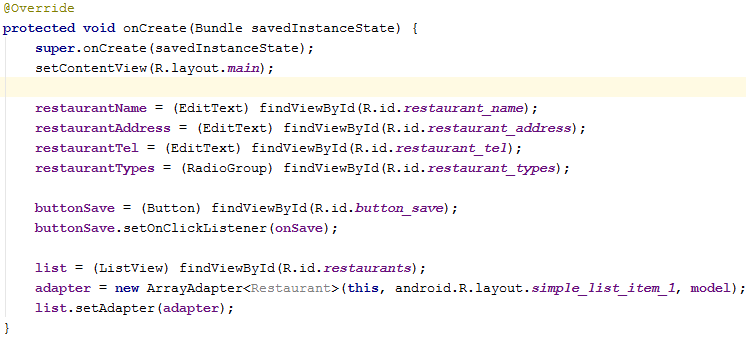 @Override
protected void onCreate(Bundle savedInstanceState) {
super.onCreate(savedInstanceState);
setContentView(R.layout.main);
restaurantName = (EditText) findViewById(R.id.restaurant_name);
restaurantAddress = (EditText) findViewById(R.id.restaurant_address);
restaurantTel = (EditText) findViewById(R.id.restaurant_tel);
restaurantTypes = (RadioGroup) findViewById(R.id.restaurant_types);
buttonSave = (Button) findViewById(R.id.button_save);
buttonSave.setOnClickListener(onSave);
list = (ListView) findViewById(R.id.restaurants);
adapter = new ArrayAdapter<Restaurant>(this, android.R.layout.simple_list_item_1, model);
list.setAdapter(adapter);
}